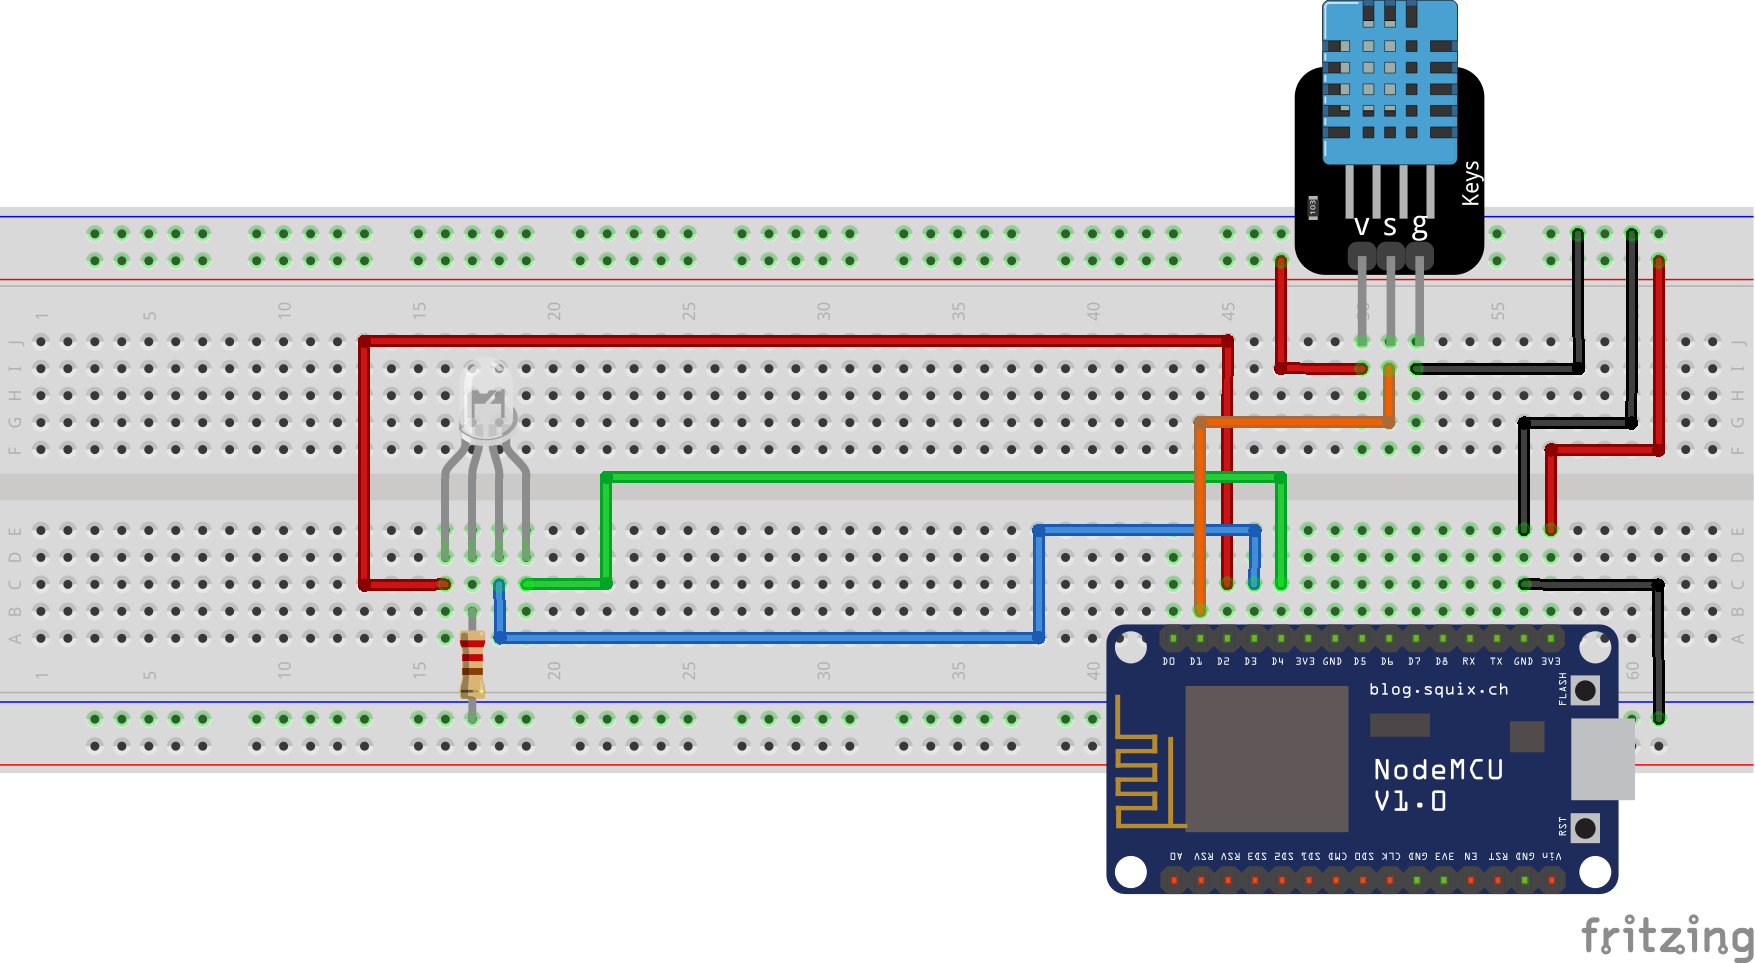 Keys
103
v s g
1 5 10 15 20 25 30 35 40 45 55
J J
I I
H H
G G
F F
E E
D D
C C
B B
A A
1 5 10 15 20 25 30 35 40 60
D0 D1 D2 D3 D4 3V3 GND D5 D6 D7 D8 RX TX GND 3V3
blog.squix.ch
FLASH
NodeMCU
V1.0
RST
A0 RSV RSV SD3 SD2 SD1 CMD SD0 CLK GND 3V3 EN RST GND Vin
fritzing